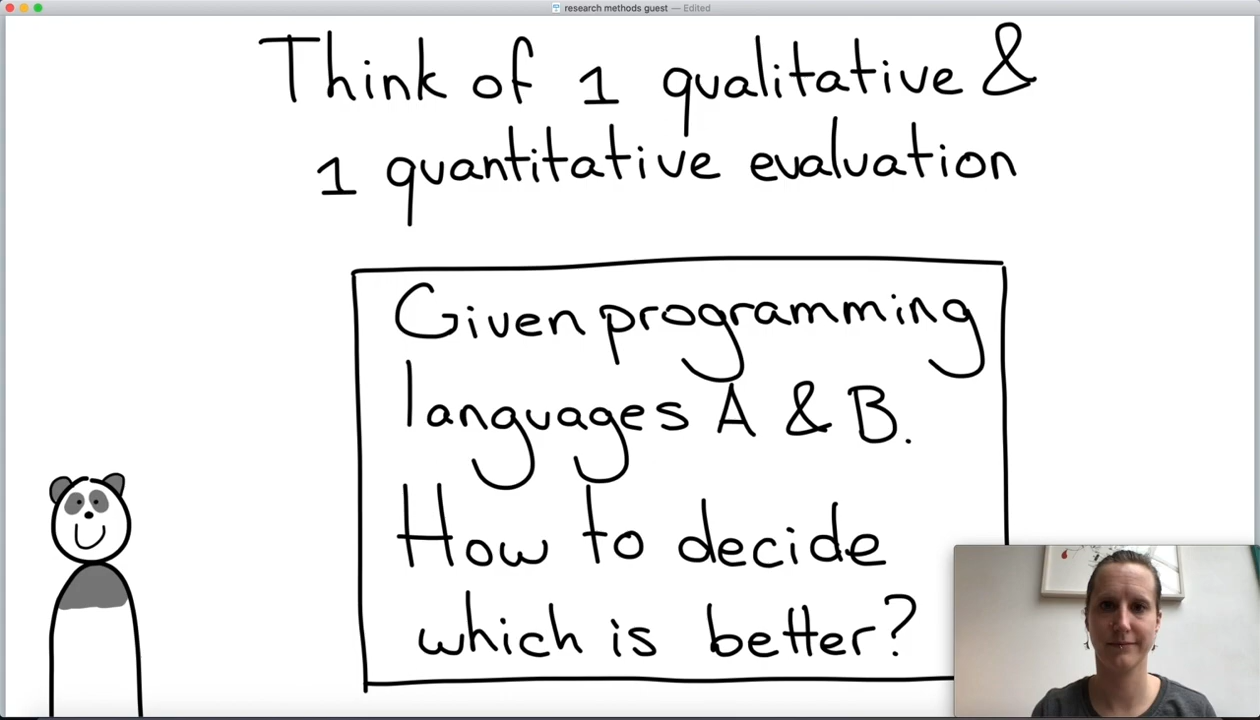 research methods guest — Edited
Think of 1 qualitative &
1 quantitative evaluation
Given programming
languages A & B.
How to decide
which is better?